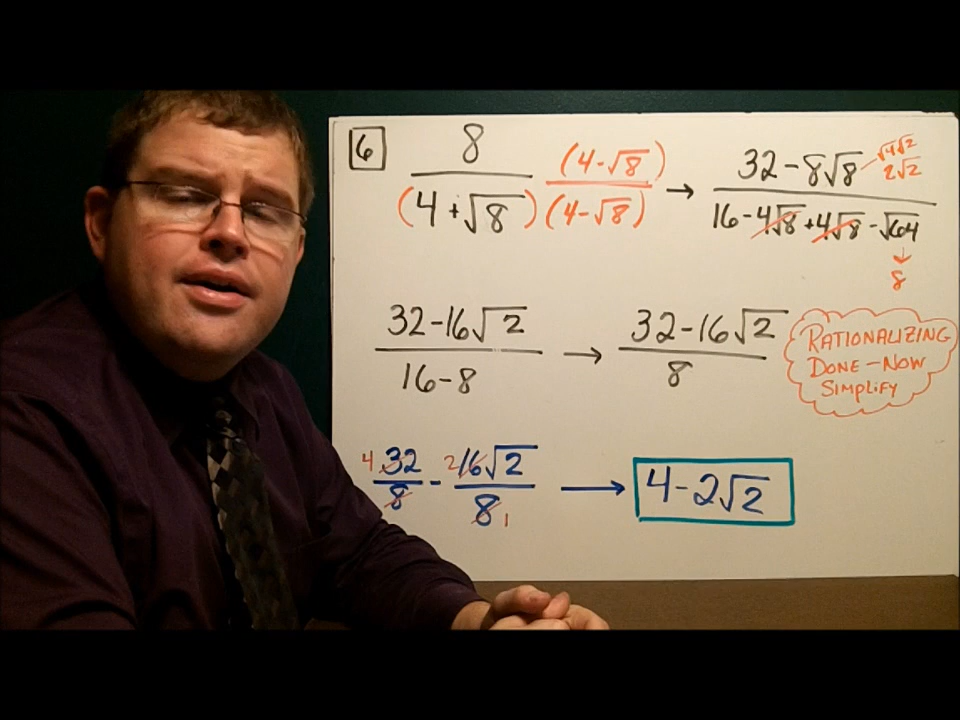 6
8 (4-√8) → 32-8√8 √4√2 2√2
(4+√8) (4-√8) 16-4√8+4√8-√64
8
32-16√2 → 32-16√2
16-8 8
RATIONALIZING
DONE-NOW
SIMPLIFY
4 32 - 2 16√2 → 4-2√2
8 8 1